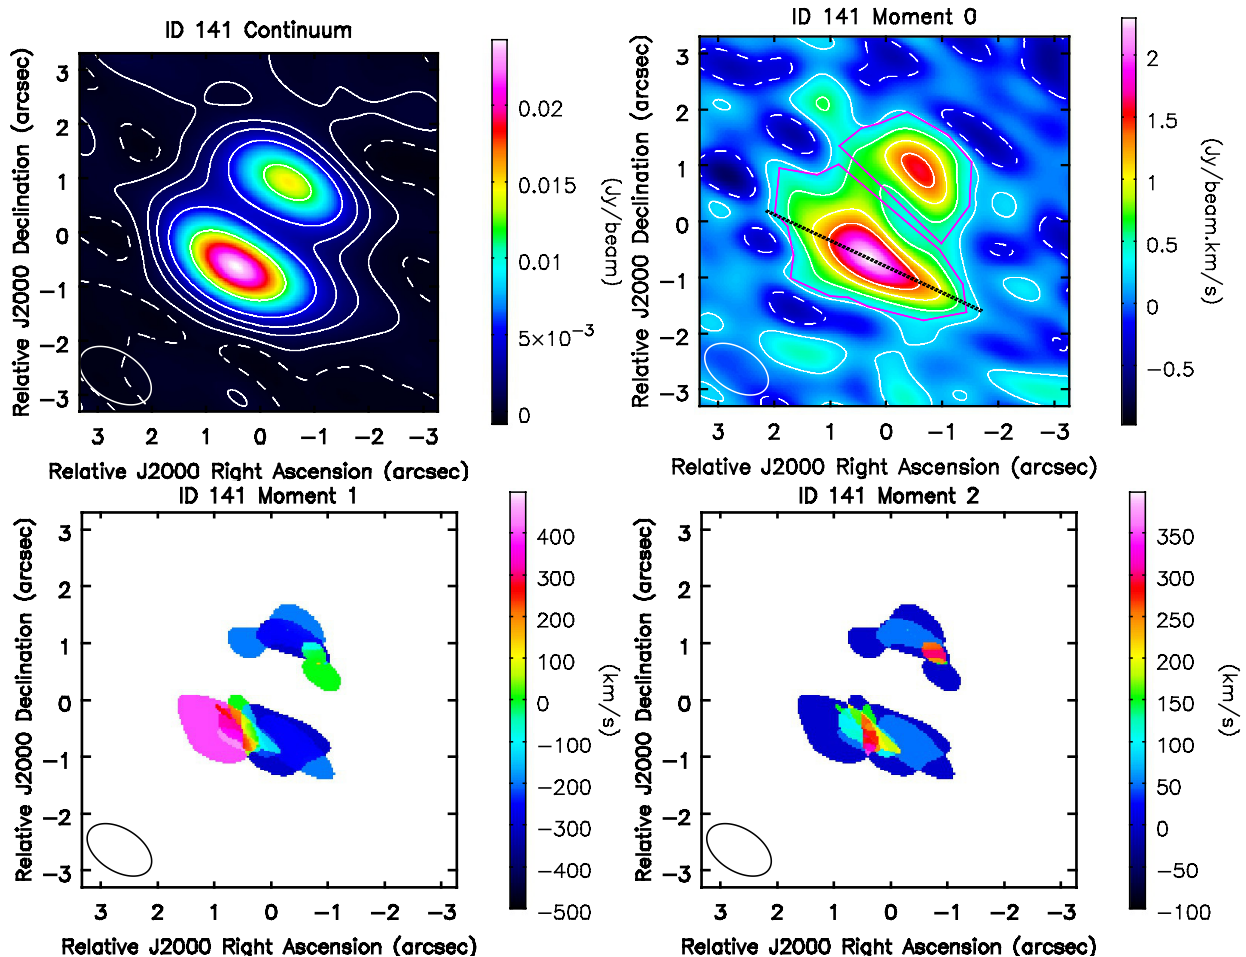 ID 141 Continuum
Relative J2000 Declination (arcsec)
3
2
1
0
−1
−2
−3
3 2 1 0 −1 −2 −3
Relative J2000 Right Ascension (arcsec)
0.02
0.015
0.01
5×10−3
0
(Jy/beam)
ID 141 Moment 0
Relative J2000 Declination (arcsec)
3
2
1
0
−1
−2
−3
3 2 1 0 −1 −2 −3
Relative J2000 Right Ascension (arcsec)
2
1.5
1
0.5
0
−0.5
(Jy/beam.km/s)
ID 141 Moment 1
Relative J2000 Declination (arcsec)
3
2
1
0
−1
−2
−3
3 2 1 0 −1 −2 −3
Relative J2000 Right Ascension (arcsec)
400
300
200
100
0
−100
−200
−300
−400
−500
(km/s)
ID 141 Moment 2
Relative J2000 Declination (arcsec)
3
2
1
0
−1
−2
−3
3 2 1 0 −1 −2 −3
Relative J2000 Right Ascension (arcsec)
350
300
250
200
150
100
50
0
−50
−100
(km/s)